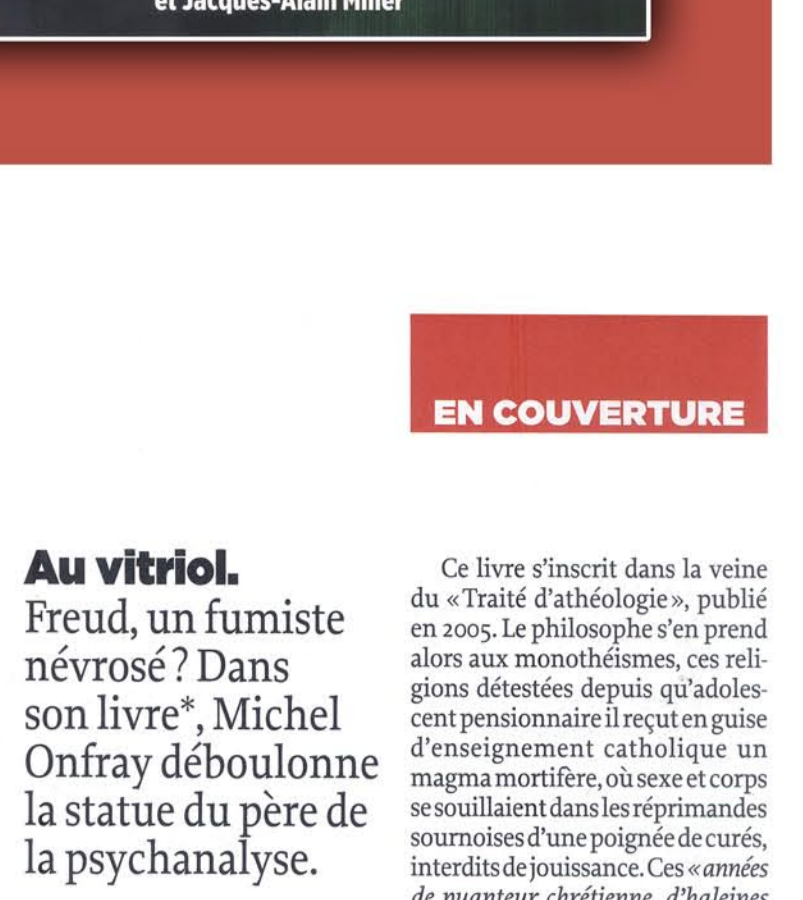 et Jacques-Alain Miller
EN COUVERTURE
Au vitriol.
Freud, un fumiste
névrosé? Dans
son livre*, Michel
Onfray déboulonne
la statue du père de
la psychanalyse.
Ce livre s'inscrit dans la veine
du «Traité d'athéologie», publié
en 2005. Le philosophe s'en prend
alors aux monothéismes, ces reli-
gions détestées depuis qu'adoles-
cent pensionnaire il reçut en guise
d'enseignement catholique un
magma mortifère, où sexe et corps
se souillaient dans les réprimandes
sournoises d'une poignée de curés,
interdits de jouissance. Ces «années
de puanteur chrétienne, d'haleines